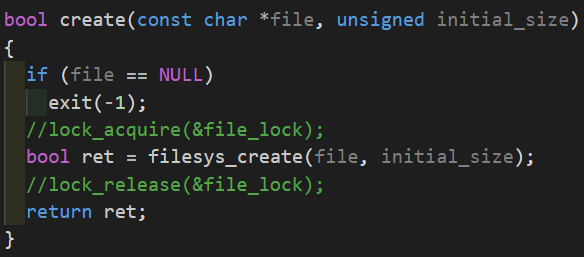 bool create(const char *file, unsigned initial_size)
{
  if (file == NULL)
    exit(-1);
  //lock_acquire(&file_lock);
  bool ret = filesys_create(file, initial_size);
  //lock_release(&file_lock);
  return ret;
}